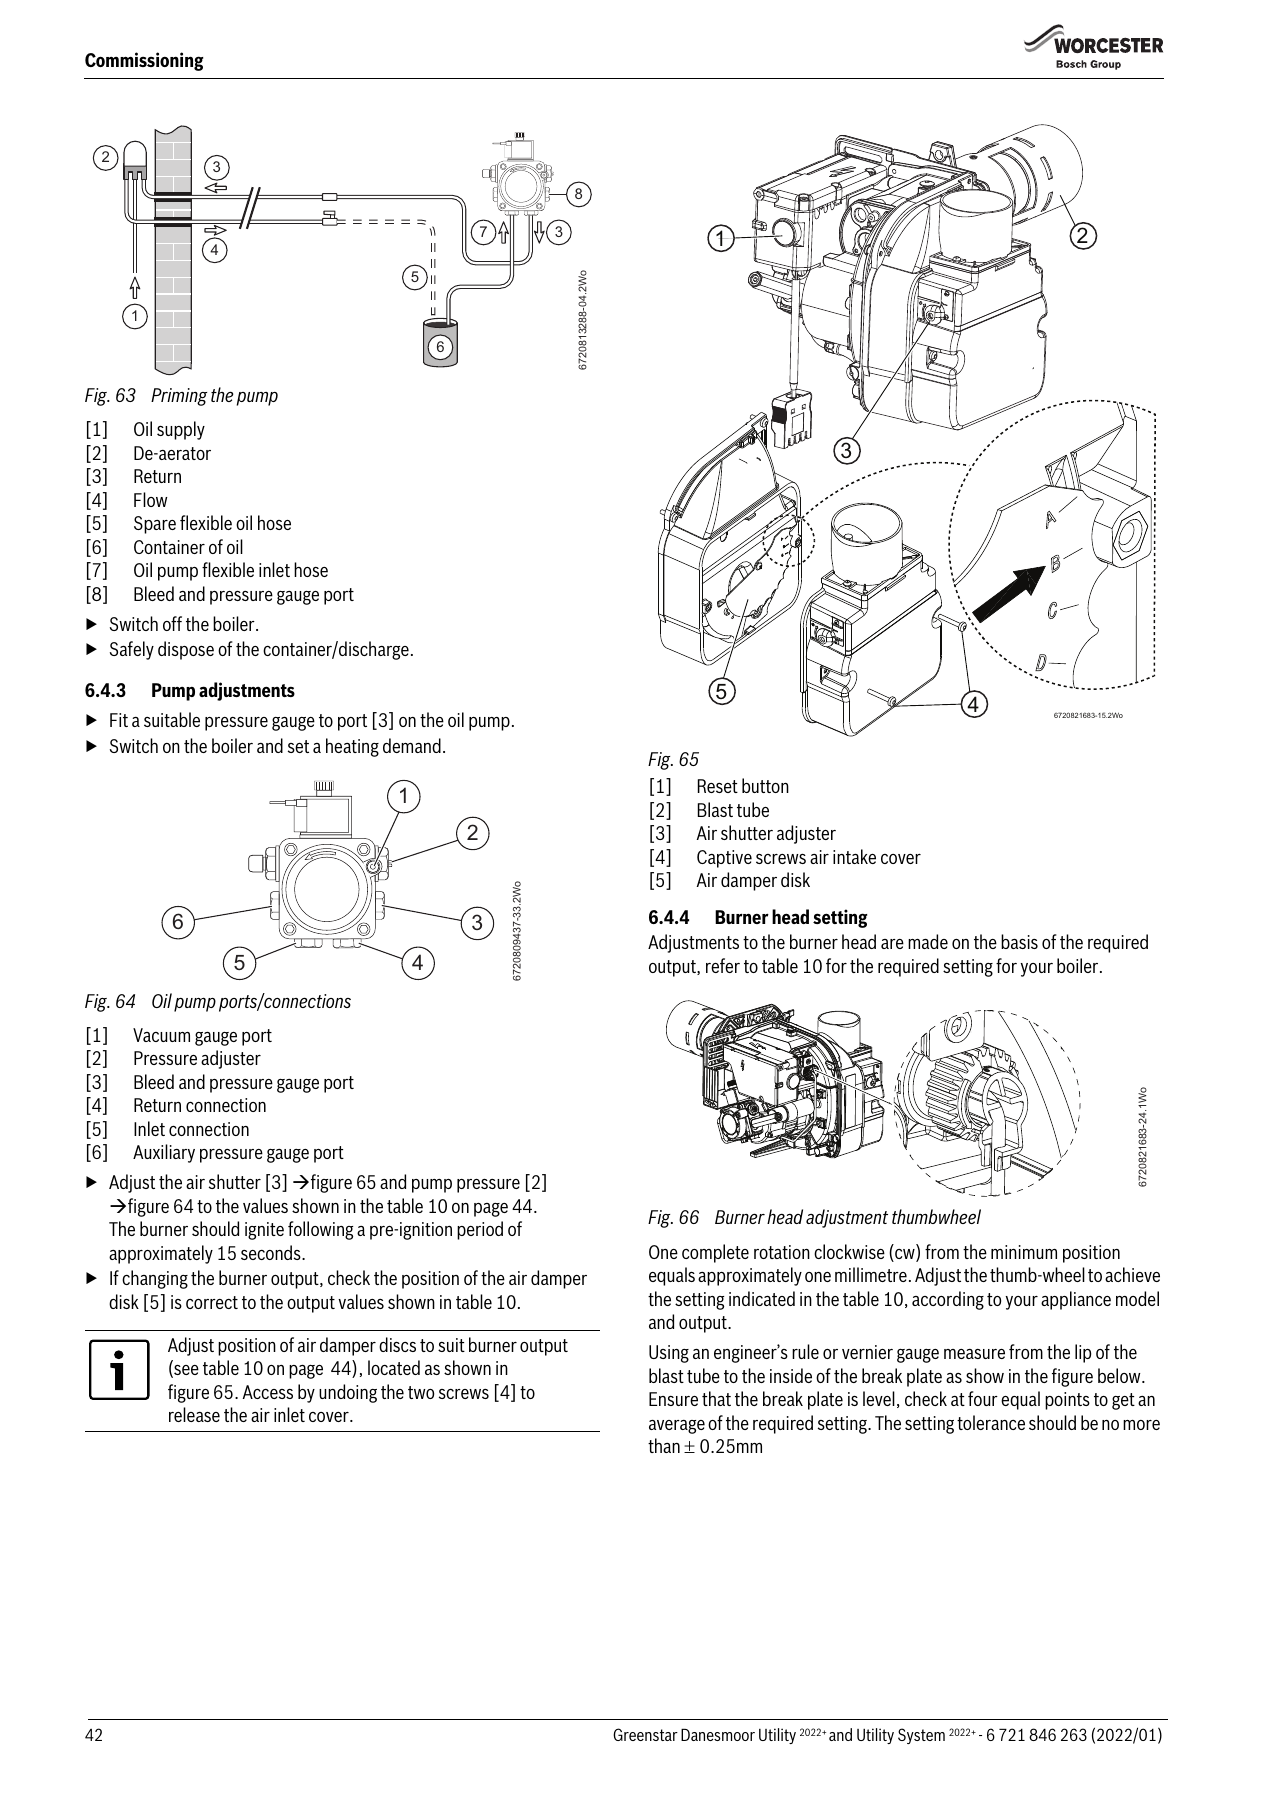 Commissioning
WORCESTER
Bosch Group
2
3
8
7
3
4
5
1
6
6720813288-04.2Wo
Fig. 63 Priming the pump
[1] Oil supply
[2] De-aerator
[3] Return
[4] Flow
[5] Spare flexible oil hose
[6] Container of oil
[7] Oil pump flexible inlet hose
[8] Bleed and pressure gauge port
▶ Switch off the boiler.
▶ Safely dispose of the container/discharge.
6.4.3 Pump adjustments
▶ Fit a suitable pressure gauge to port [3] on the oil pump.
▶ Switch on the boiler and set a heating demand.
1
2
6
3
5
4
6720809437-33.2Wo
Fig. 64 Oil pump ports/connections
[1] Vacuum gauge port
[2] Pressure adjuster
[3] Bleed and pressure gauge port
[4] Return connection
[5] Inlet connection
[6] Auxiliary pressure gauge port
▶ Adjust the air shutter [3] →figure 65 and pump pressure [2]
→figure 64 to the values shown in the table 10 on page 44.
The burner should ignite following a pre-ignition period of
approximately 15 seconds.
▶ If changing the burner output, check the position of the air damper
disk [5] is correct to the output values shown in table 10.
i
Adjust position of air damper discs to suit burner output
(see table 10 on page 44), located as shown in
figure 65. Access by undoing the two screws [4] to
release the air inlet cover.
1
2
3
A
B
C
D
5
4
6720821683-15.2Wo
Fig. 65
[1] Reset button
[2] Blast tube
[3] Air shutter adjuster
[4] Captive screws air intake cover
[5] Air damper disk
6.4.4 Burner head setting
Adjustments to the burner head are made on the basis of the required
output, refer to table 10 for the required setting for your boiler.
6720821683-24.1Wo
Fig. 66 Burner head adjustment thumbwheel
One complete rotation clockwise (cw) from the minimum position
equals approximately one millimetre. Adjust the thumb-wheel to achieve
the setting indicated in the table 10, according to your appliance model
and output.
Using an engineer's rule or vernier gauge measure from the lip of the
blast tube to the inside of the break plate as show in the figure below.
Ensure that the break plate is level, check at four equal points to get an
average of the required setting. The setting tolerance should be no more
than ± 0.25mm
42
Greenstar Danesmoor Utility 2022+ and Utility System 2022+ - 6 721 846 263 (2022/01)